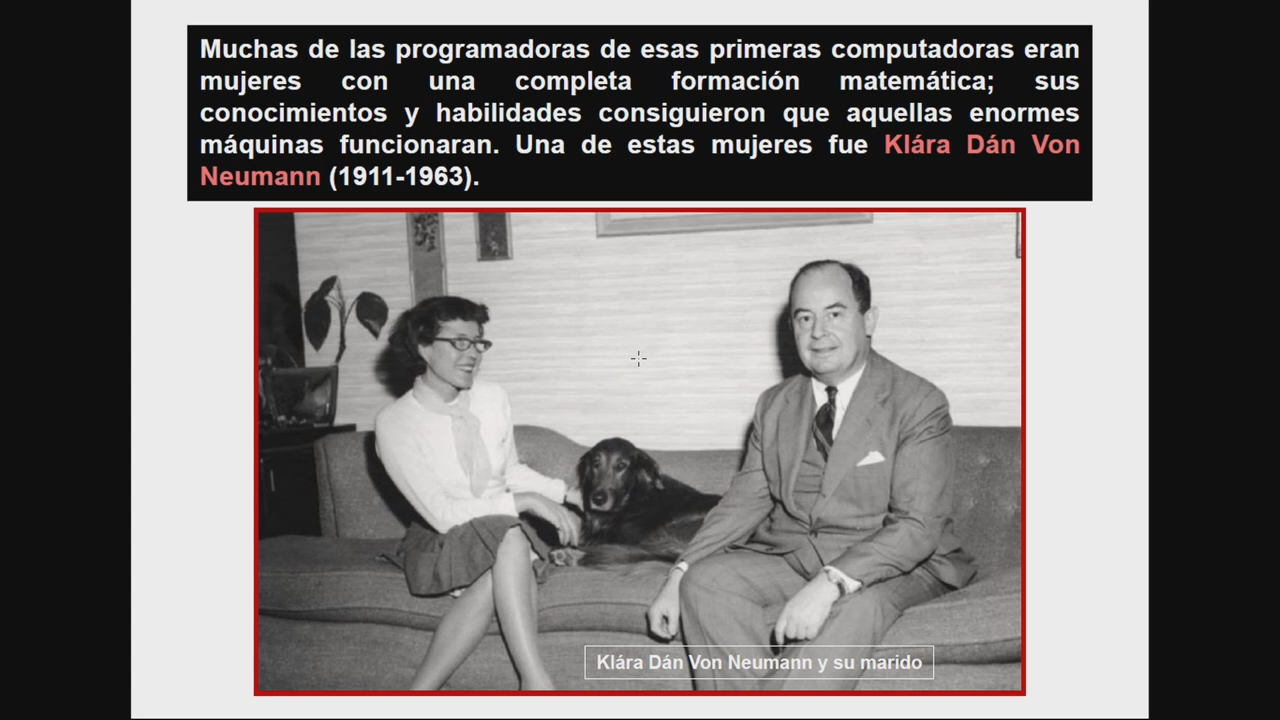 Muchas de las programadoras de esas primeras computadoras eran
mujeres con una completa formación matemática; sus
conocimientos y habilidades consiguieron que aquellas enormes
máquinas funcionaran. Una de estas mujeres fue Klára Dán Von
Neumann (1911-1963).
Klára Dán Von Neumann y su marido